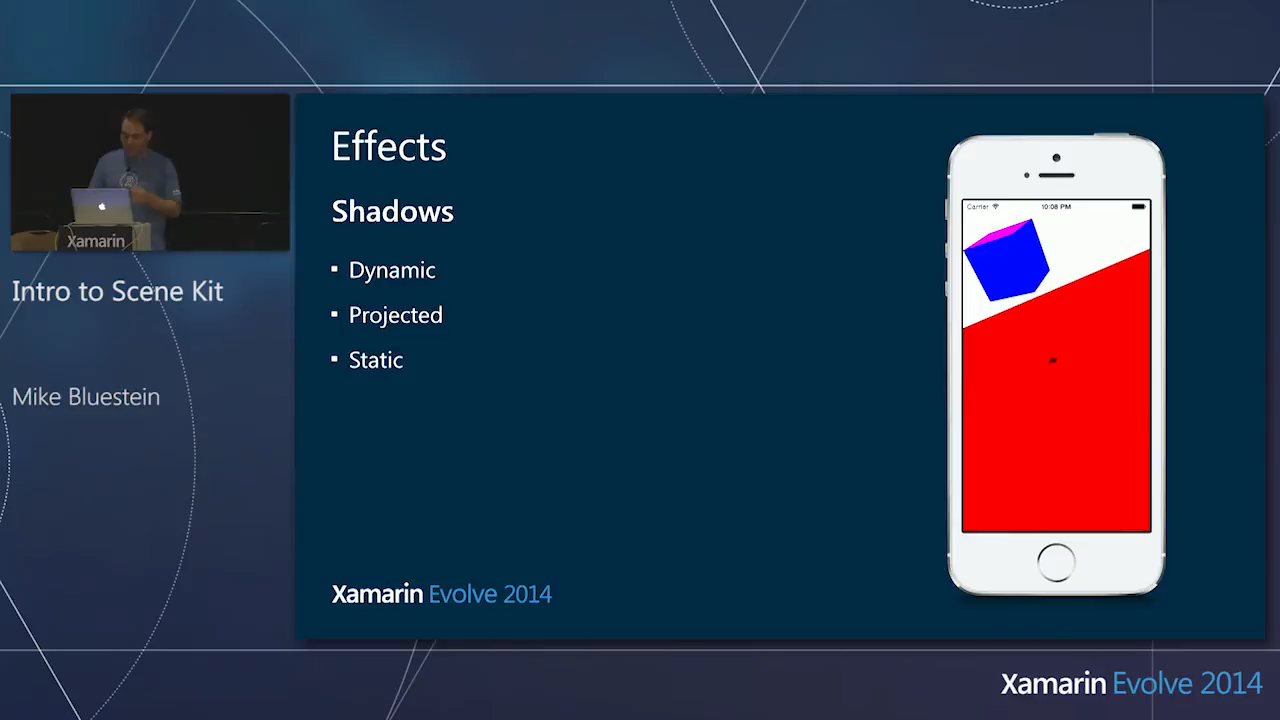 Effects
Shadows
Dynamic
Projected
Static
Xamarin Evolve 2014
Carrier
10:08 PM
Xamarin
Intro to Scene Kit
Mike Bluestein
Xamarin Evolve 2014